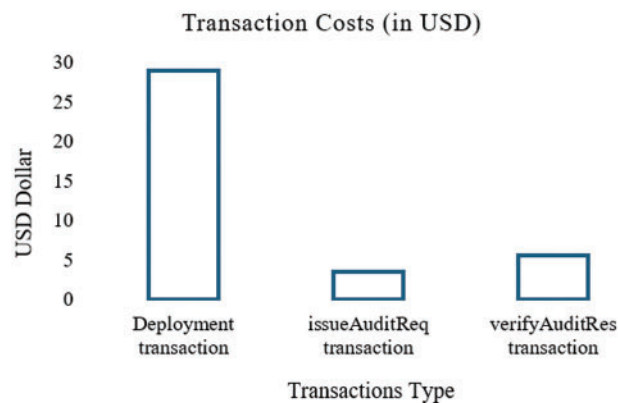 Transaction Costs (in USD)
USD Dollar
30
25
20
15
10
5
0
Deployment transaction
issueAuditReq transaction
verifyAuditRes transaction
Transactions Type